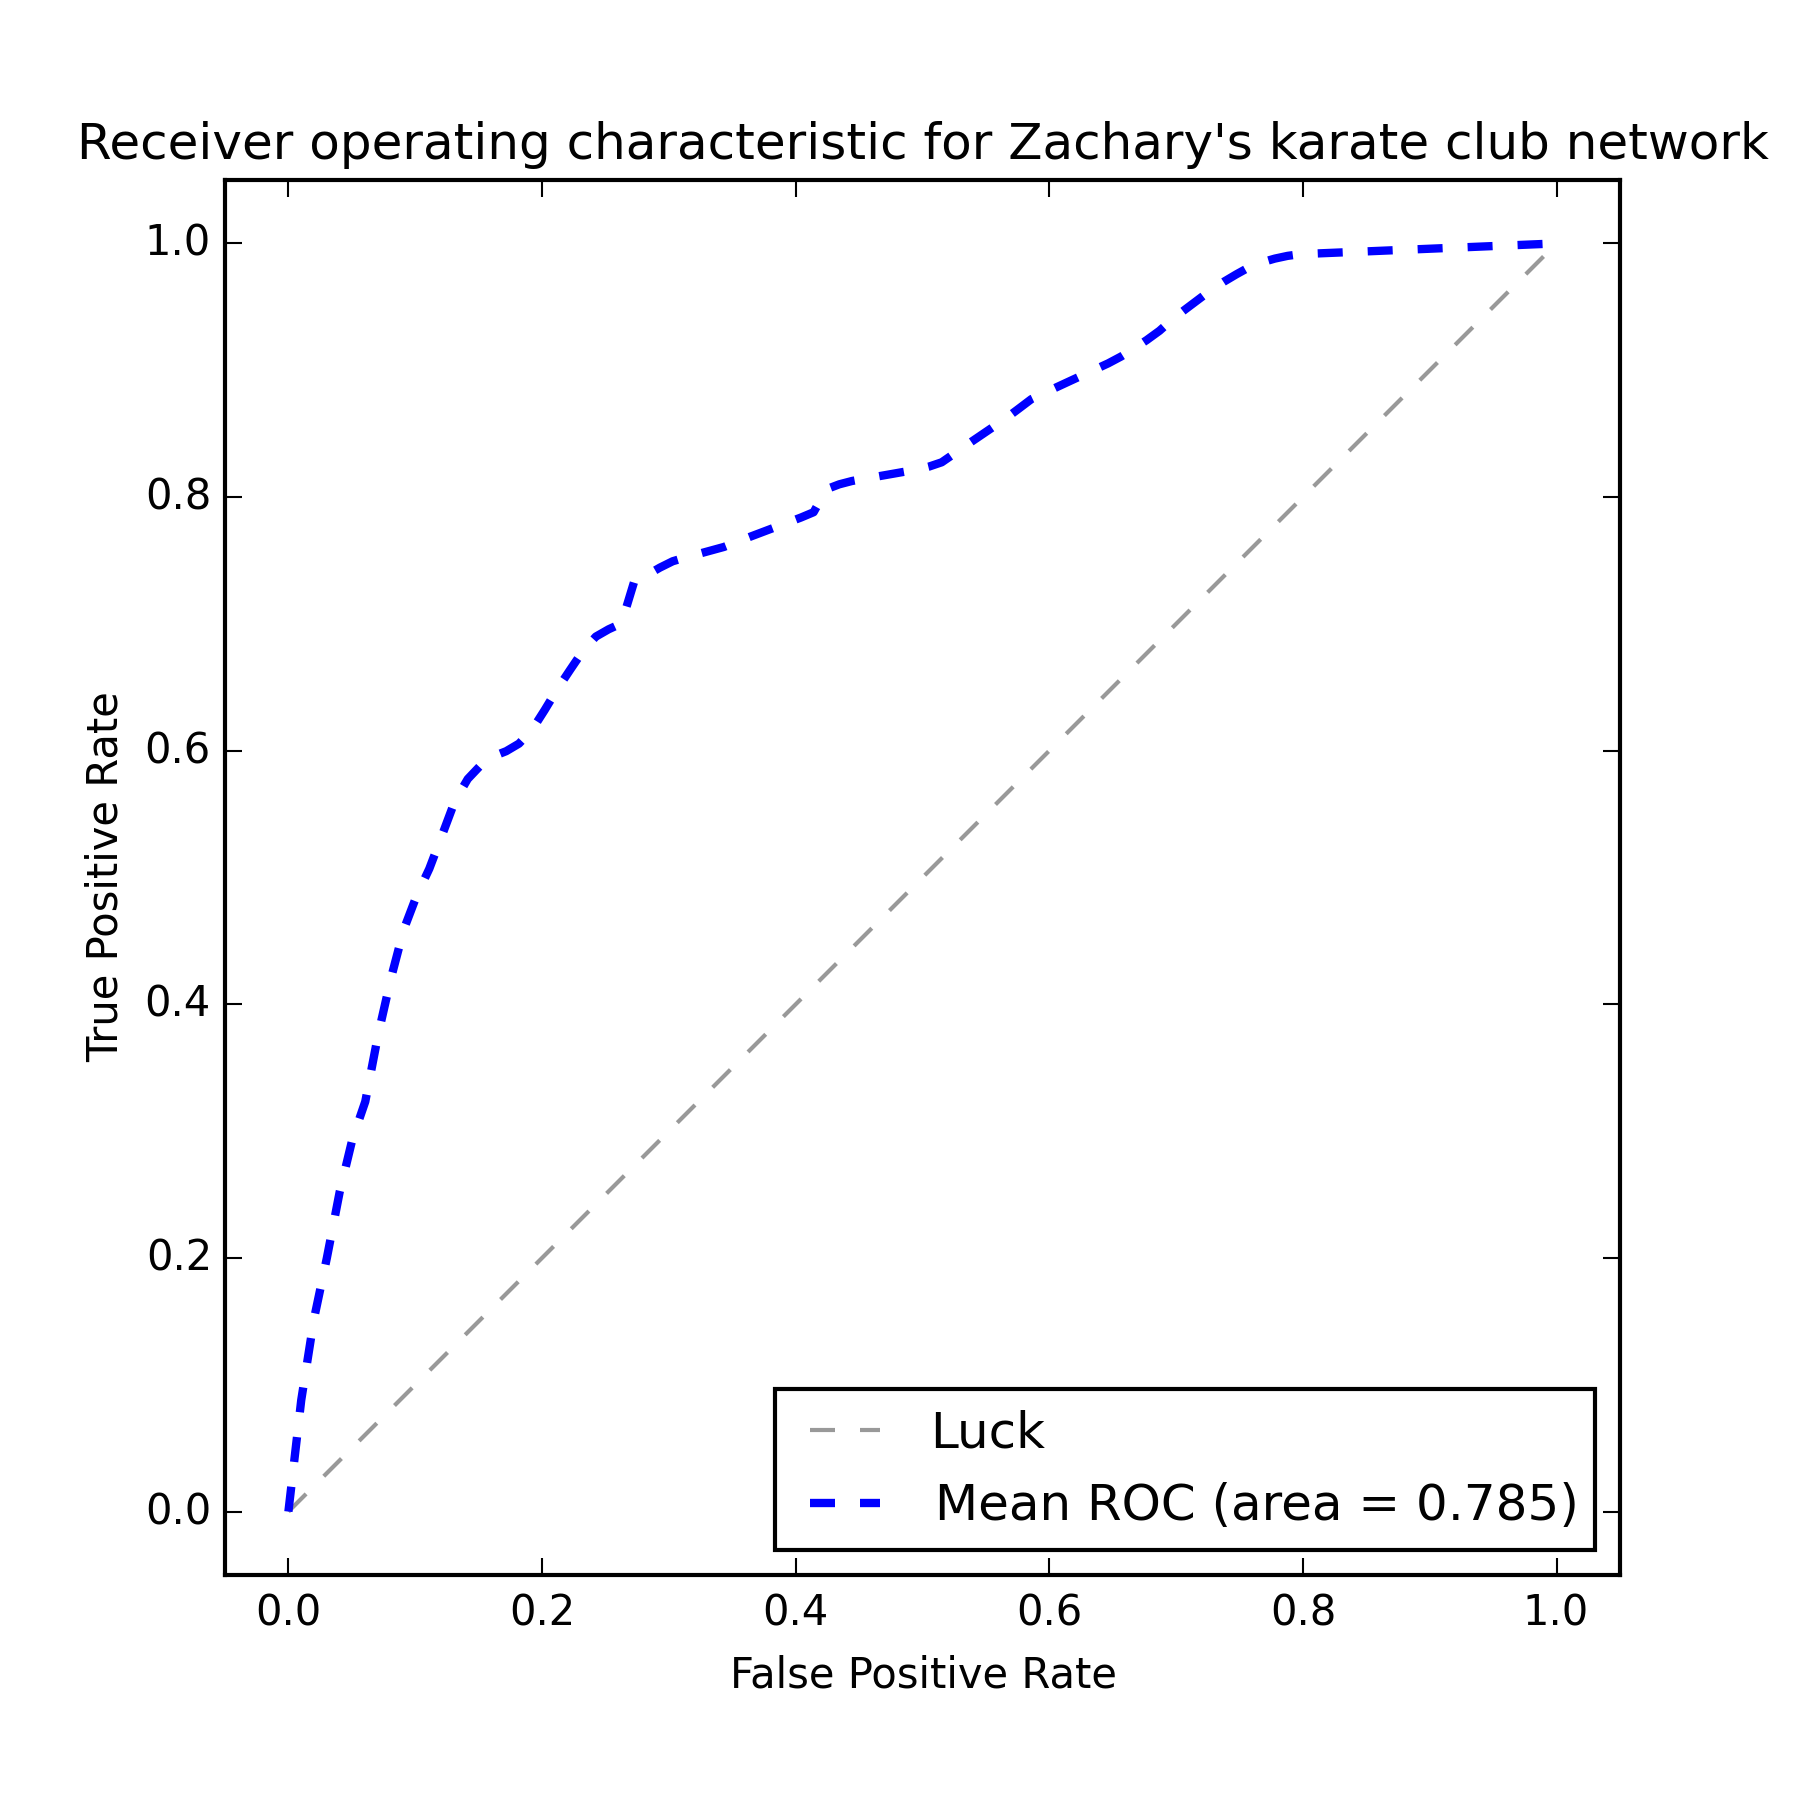 Receiver operating characteristic for Zachary's karate club network
1.0
0.8
0.6
0.4
0.2
0.0
True Positive Rate
Luck
Mean ROC (area = 0.785)
0.0 0.2 0.4 0.6 0.8 1.0
False Positive Rate